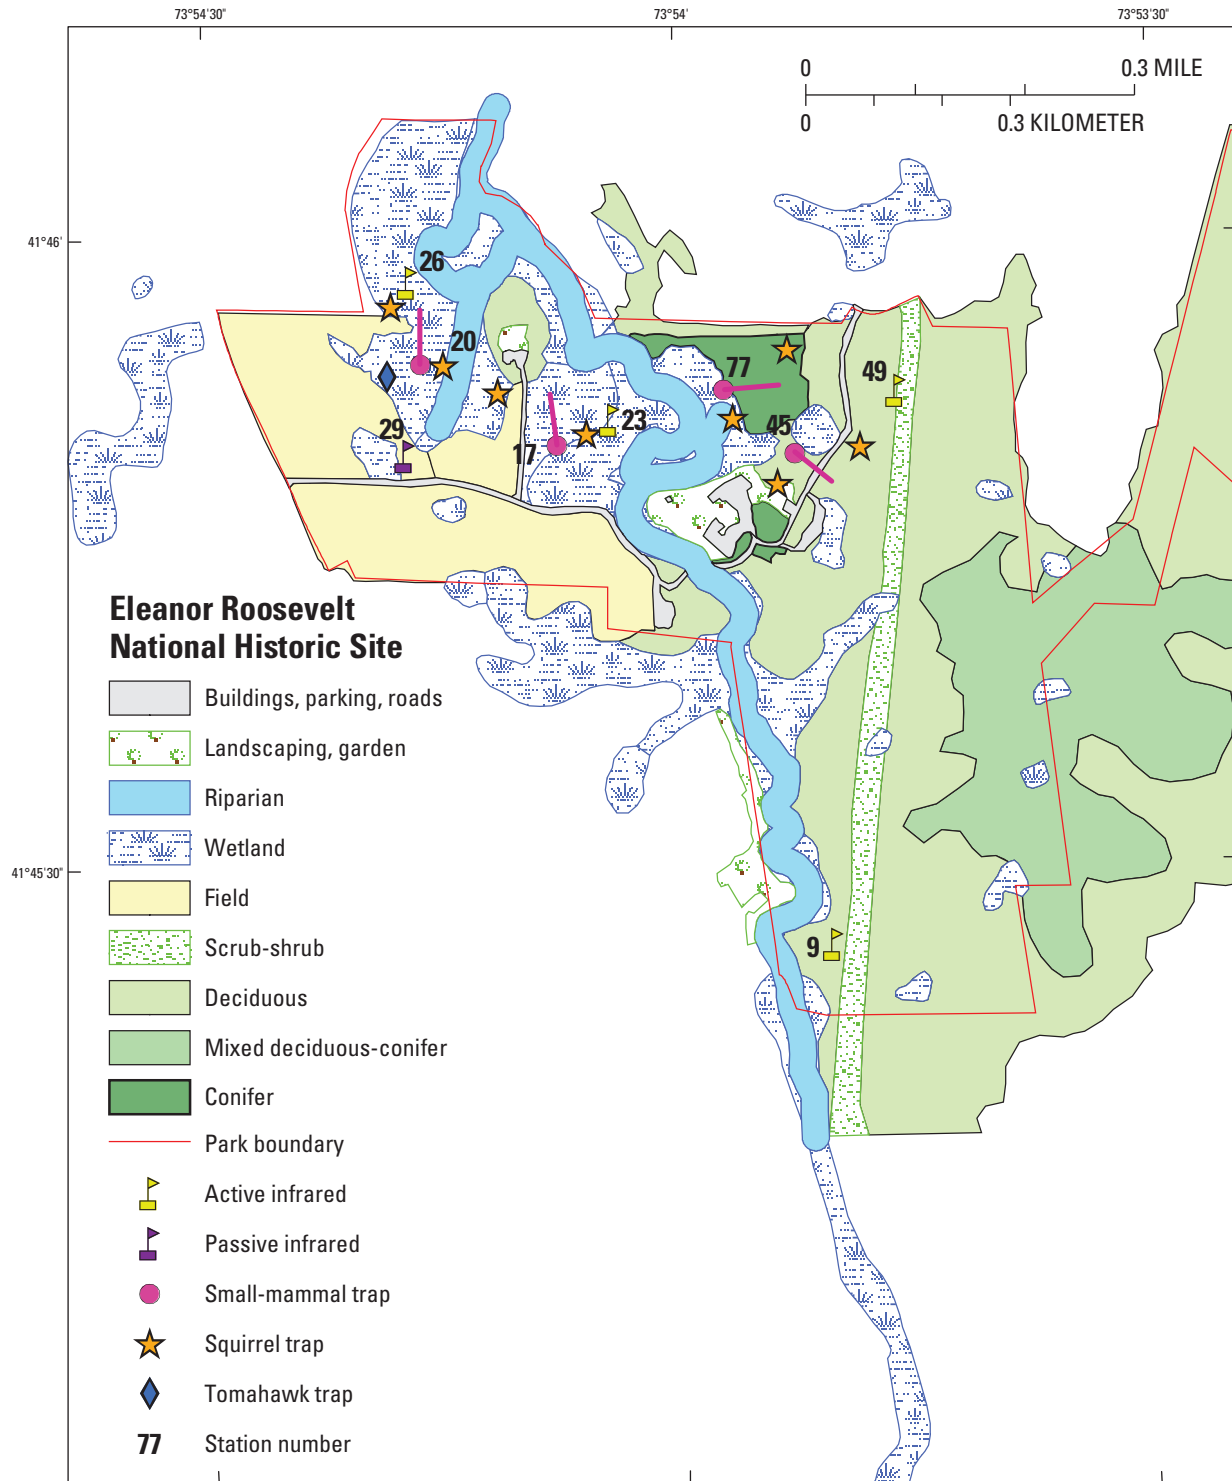 73°54'30"
73°54'
73°53'30"
0
0.3 MILE
0
0.3 KILOMETER
41°46'
26
20
77
49
29
23
45
17
Eleanor Roosevelt
National Historic Site
Buildings, parking, roads
Landscaping, garden
Riparian
Wetland
41°45'30"
Field
Scrub-shrub
9
Deciduous
Mixed deciduous-conifer
Conifer
Park boundary
Active infrared
Passive infrared
Small-mammal trap
Squirrel trap
Tomahawk trap
77
Station number